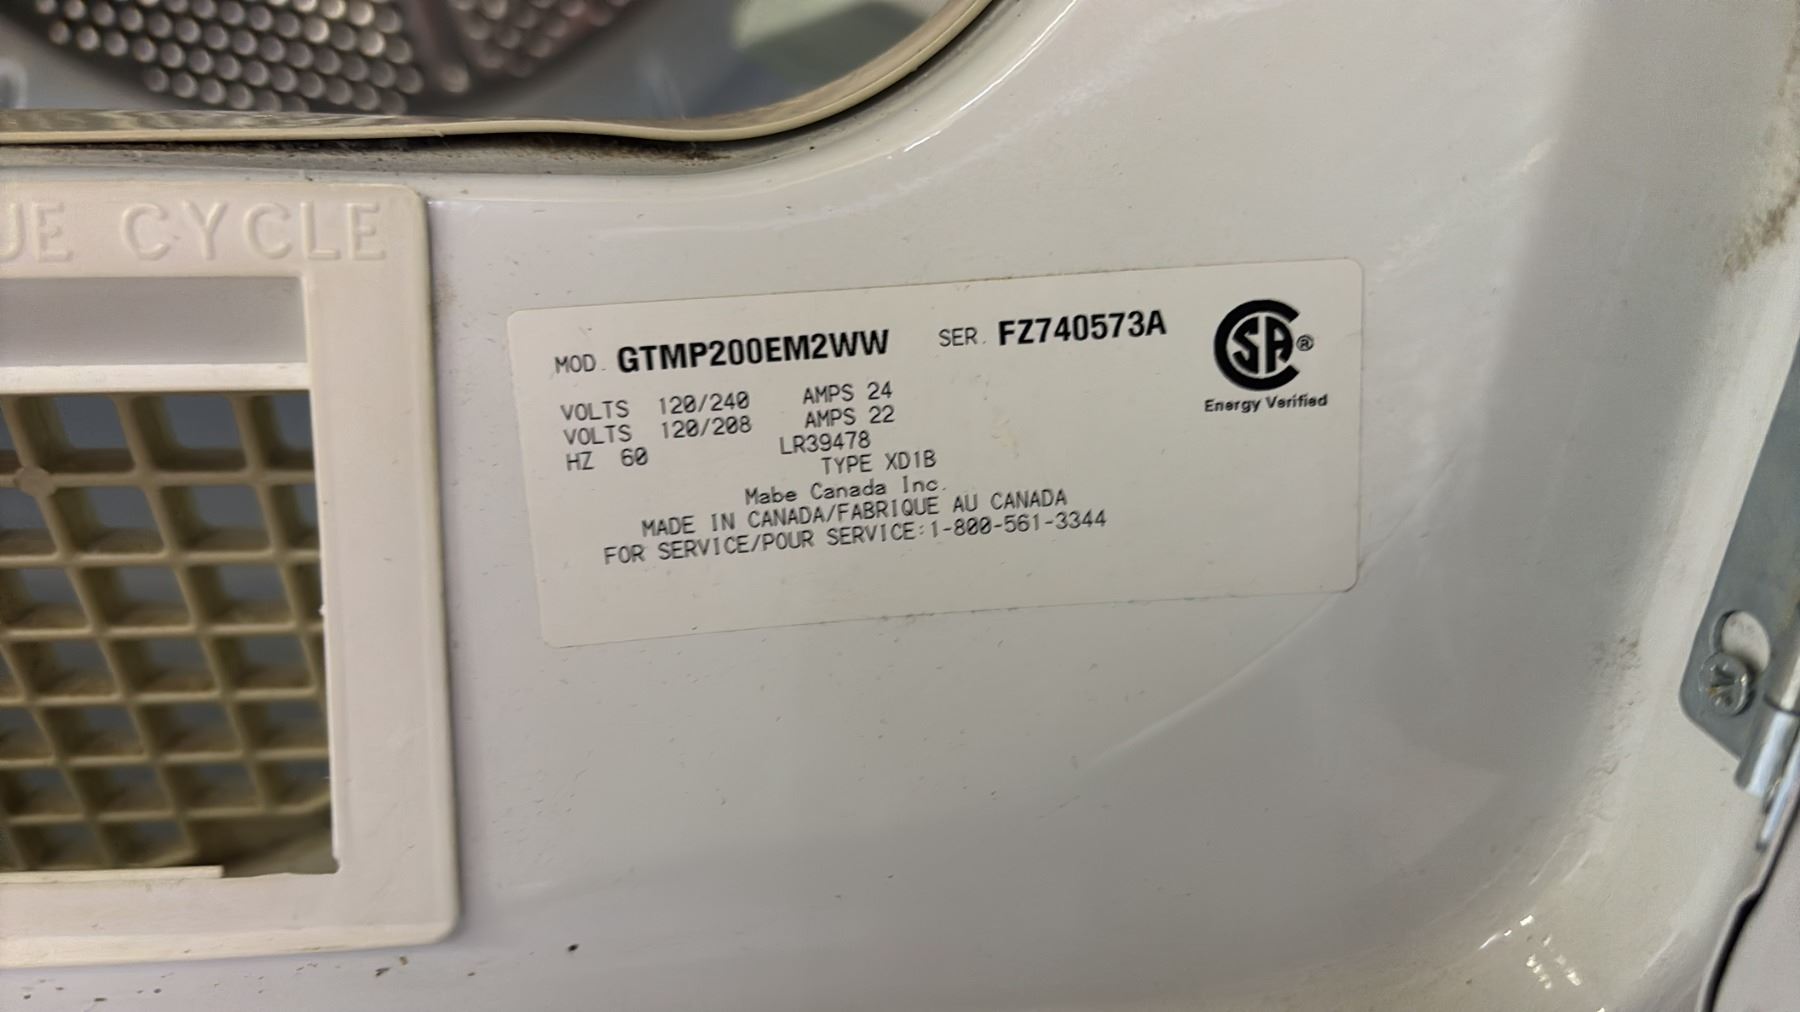 UE CYCLE
MOD. GTMP200EM2WW SER. FZ740573A
VOLTS 120/240 AMPS 24
VOLTS 120/208 AMPS 22
HZ 60 LR39478
TYPE XD1B
Mabe Canada Inc.
MADE IN CANADA/FABRIQUE AU CANADA
FOR SERVICE/POUR SERVICE:1-800-561-3344
CSA®
Energy Verified